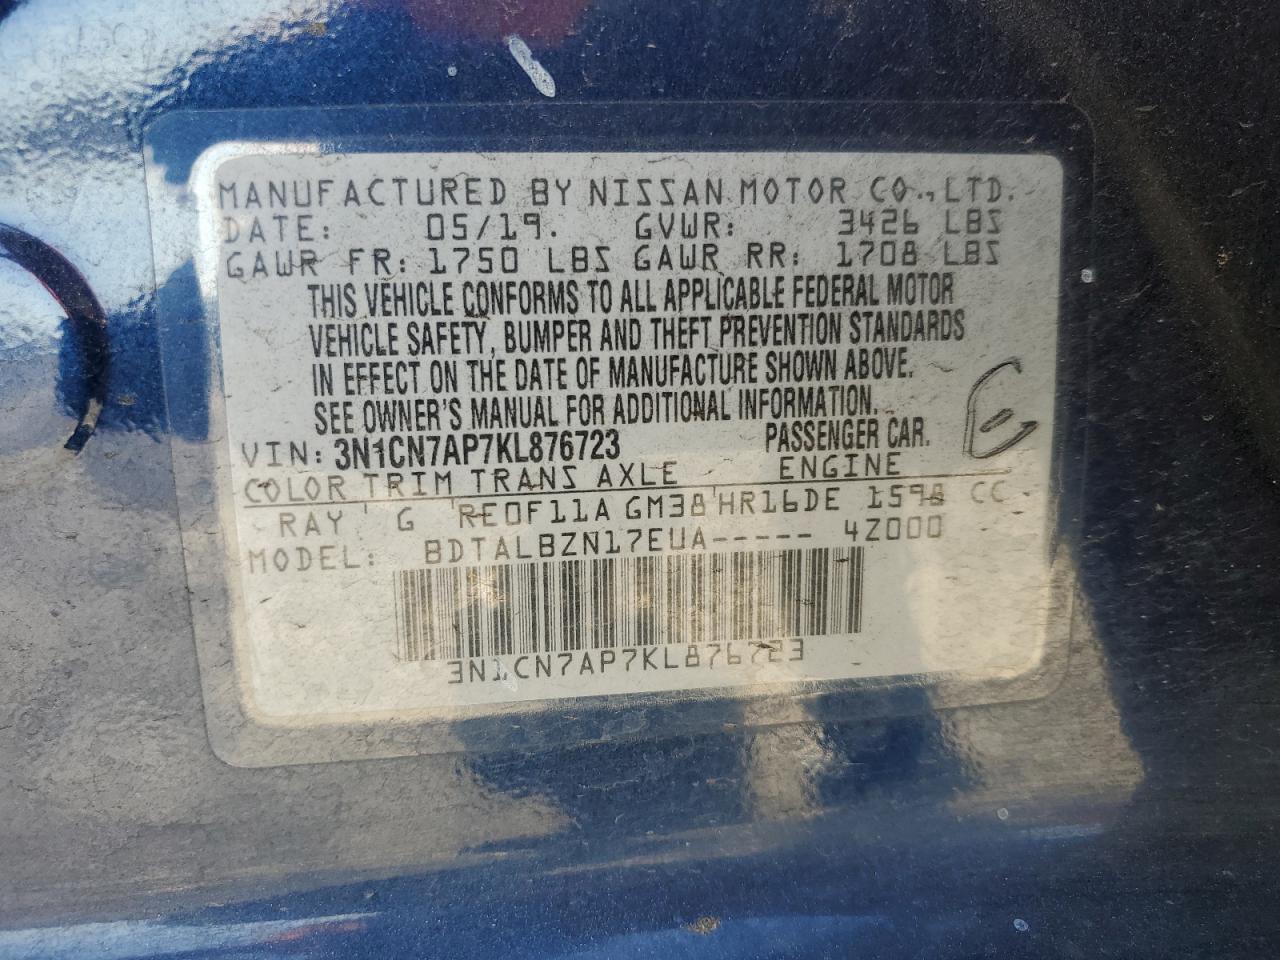 MANUFACTURED BY NISSAN MOTOR CO., LTD.
DATE: 05/19. GVWR: 3426 LBS
GAWR FR: 1750 LBS GAWR RR: 1708 LBS
THIS VEHICLE CONFORMS TO ALL APPLICABLE FEDERAL MOTOR
VEHICLE SAFETY, BUMPER AND THEFT PREVENTION STANDARDS
IN EFFECT ON THE DATE OF MANUFACTURE SHOWN ABOVE.
SEE OWNER'S MANUAL FOR ADDITIONAL INFORMATION.
VIN: 3N1CN7AP7KL876723 PASSENGER CAR.
COLOR TRIM TRANS AXLE ENGINE
RAY G RE0F11A GM38 HR16DE 1598 CC
MODEL: BDTALBZN17EUA----- 4Z000
3N1CN7AP7KL876723